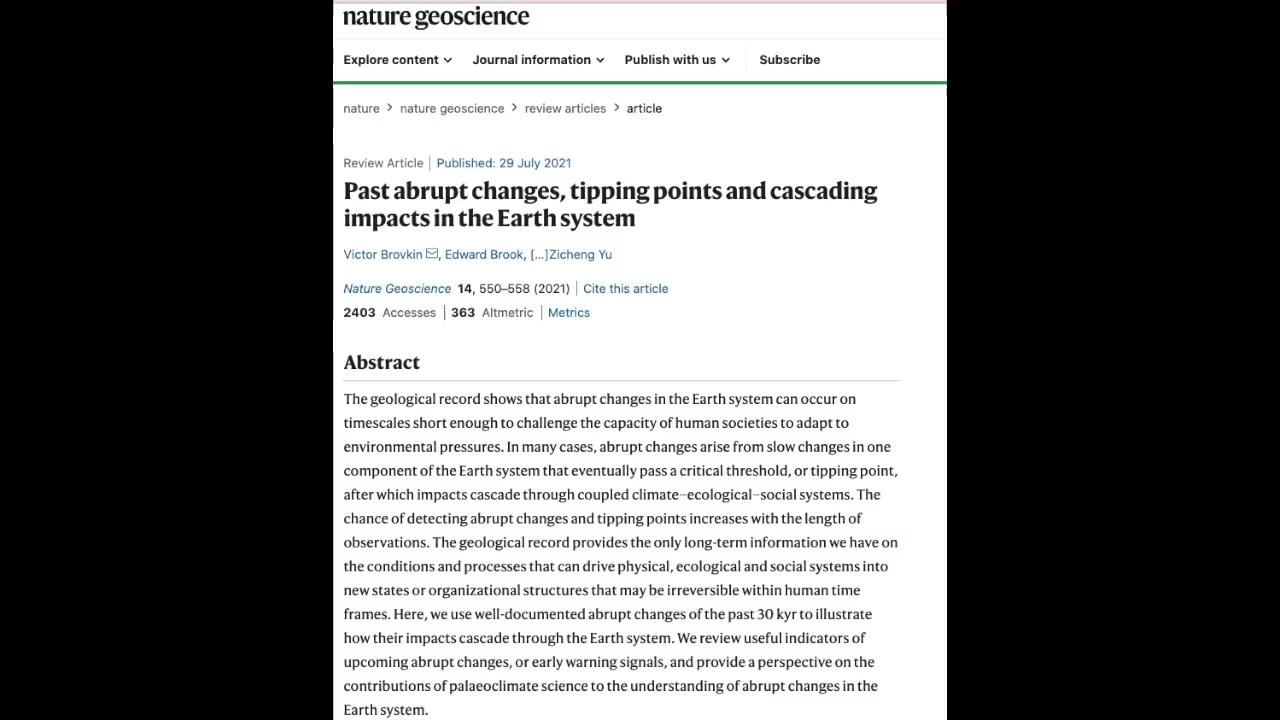 nature geoscience
Explore content Journal information Publish with us Subscribe
nature > nature geoscience > review articles > article
Review Article | Published: 29 July 2021
Past abrupt changes, tipping points and cascading
impacts in the Earth system
Victor Brovkin, Edward Brook, [...]Zicheng Yu
Nature Geoscience 14, 550–558 (2021) | Cite this article
2403 Accesses | 363 Altmetric | Metrics
Abstract
The geological record shows that abrupt changes in the Earth system can occur on
timescales short enough to challenge the capacity of human societies to adapt to
environmental pressures. In many cases, abrupt changes arise from slow changes in one
component of the Earth system that eventually pass a critical threshold, or tipping point,
after which impacts cascade through coupled climate–ecological–social systems. The
chance of detecting abrupt changes and tipping points increases with the length of
observations. The geological record provides the only long-term information we have on
the conditions and processes that can drive physical, ecological and social systems into
new states or organizational structures that may be irreversible within human time
frames. Here, we use well-documented abrupt changes of the past 30 kyr to illustrate
how their impacts cascade through the Earth system. We review useful indicators of
upcoming abrupt changes, or early warning signals, and provide a perspective on the
contributions of palaeoclimate science to the understanding of abrupt changes in the
Earth system.